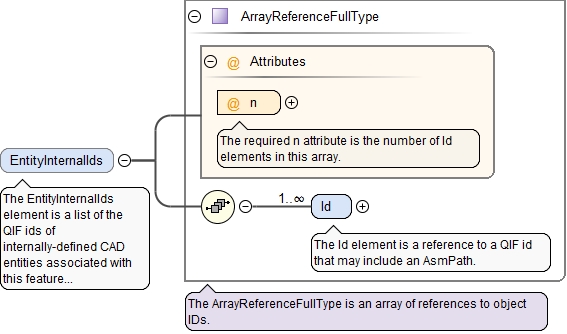 ArrayReferenceFullType
@ Attributes
@ n
The required n attribute is the number of Id
elements in this array.
EntityInternalIds
The EntityInternalIds
element is a list of the
QIF ids of
internally-defined CAD
entities associated with
this feature...
1..∞
Id
The Id element is a reference to a QIF id
that may include an AsmPath.
The ArrayReferenceFullType is an array of references to object
IDs.